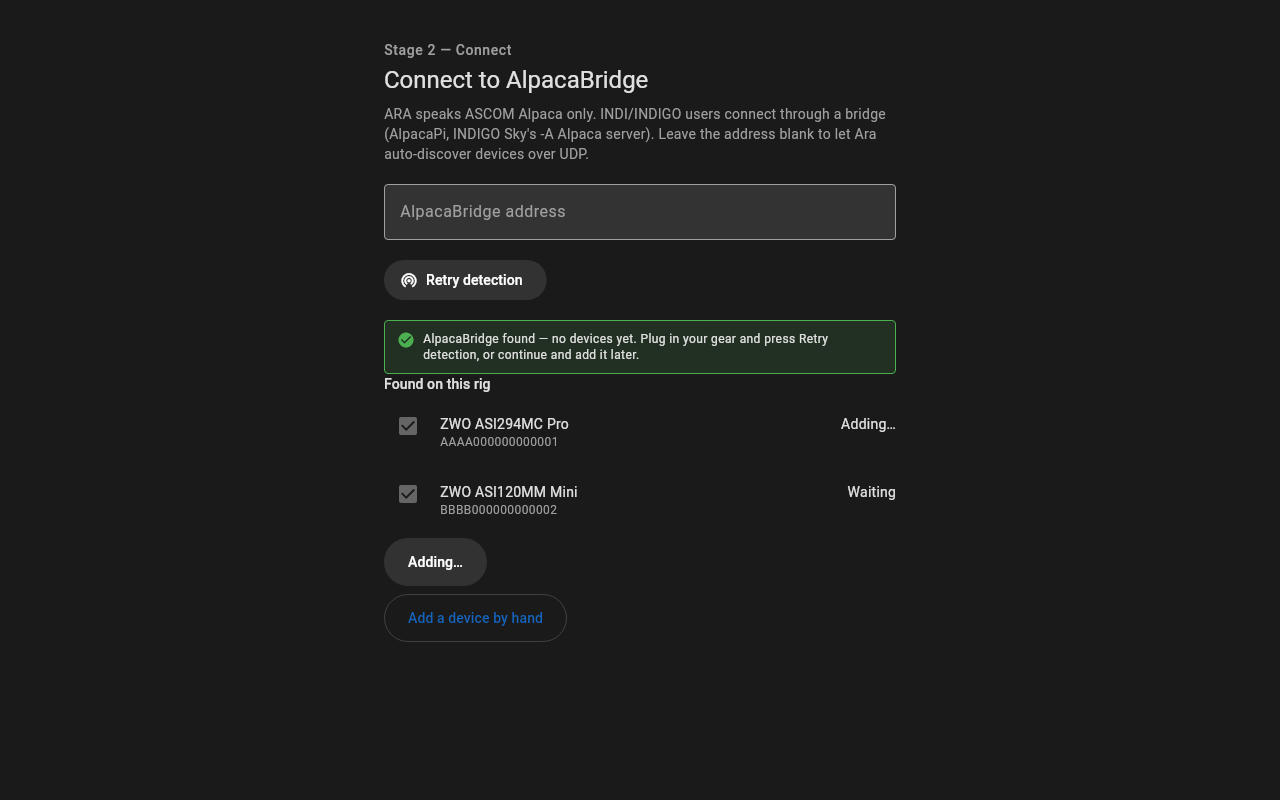 Stage 2 — Connect
Connect to AlpacaBridge
ARA speaks ASCOM Alpaca only. INDI/INDIGO users connect through a bridge
(AlpacaPi, INDIGO Sky's -A Alpaca server). Leave the address blank to let Ara
auto-discover devices over UDP.
AlpacaBridge address
Retry detection
AlpacaBridge found — no devices yet. Plug in your gear and press Retry
detection, or continue and add it later.
Found on this rig
ZWO ASI294MC Pro
Adding…
AAAA000000000001
ZWO ASI120MM Mini
Waiting
BBBB000000000002
Adding…
Add a device by hand